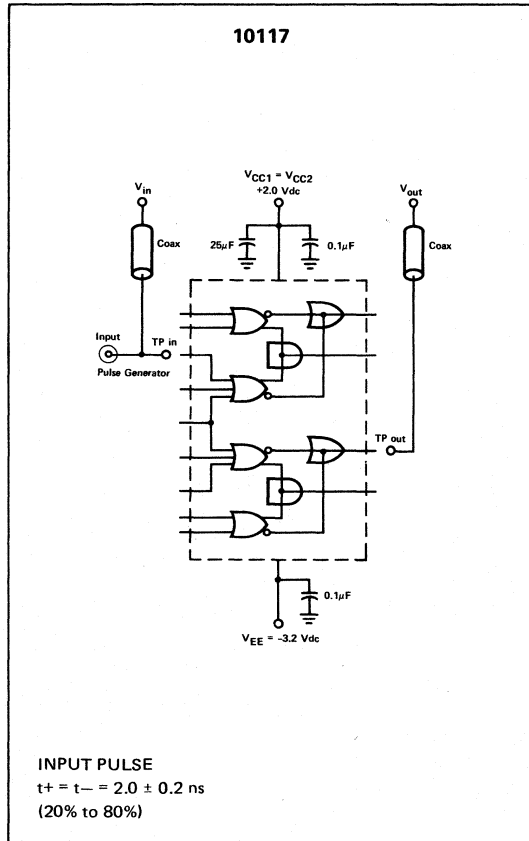 10117
V_CC1 = V_CC2
+2.0 Vdc
V_in
V_out
Coax
25μF
0.1μF
Coax
Input
TP in
Pulse Generator
TP out
0.1μF
V_EE = –3.2 Vdc
INPUT PULSE
t+ = t— = 2.0 ± 0.2 ns
(20% to 80%)